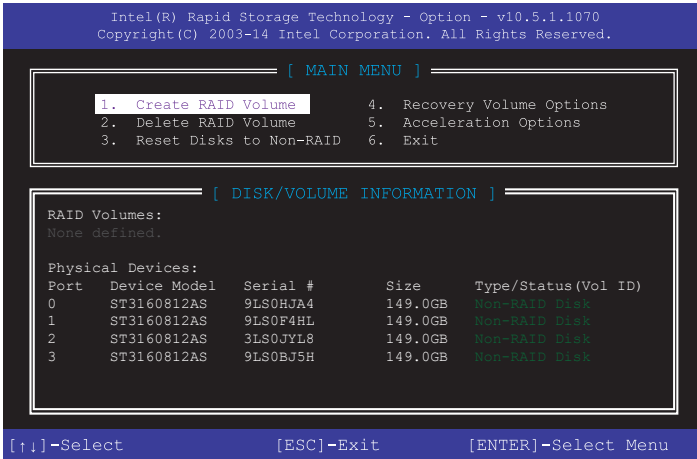 Intel(R) Rapid Storage Technology - Option - v10.5.1.1070
Copyright(C) 2003-14 Intel Corporation. All Rights Reserved.
[ MAIN MENU ]
1. Create RAID Volume 4. Recovery Volume Options
2. Delete RAID Volume 5. Acceleration Options
3. Reset Disks to Non-RAID 6. Exit
[ DISK/VOLUME INFORMATION ]
RAID Volumes:
None defined.
Physical Devices:
Port Device Model Serial # Size Type/Status(Vol ID)
0 ST3160812AS 9LS0HJA4 149.0GB Non-RAID Disk
1 ST3160812AS 9LS0F4HL 149.0GB Non-RAID Disk
2 ST3160812AS 3LS0JYL8 149.0GB Non-RAID Disk
3 ST3160812AS 9LS0BJ5H 149.0GB Non-RAID Disk
[↑↓]-Select [ESC]-Exit [ENTER]-Select Menu